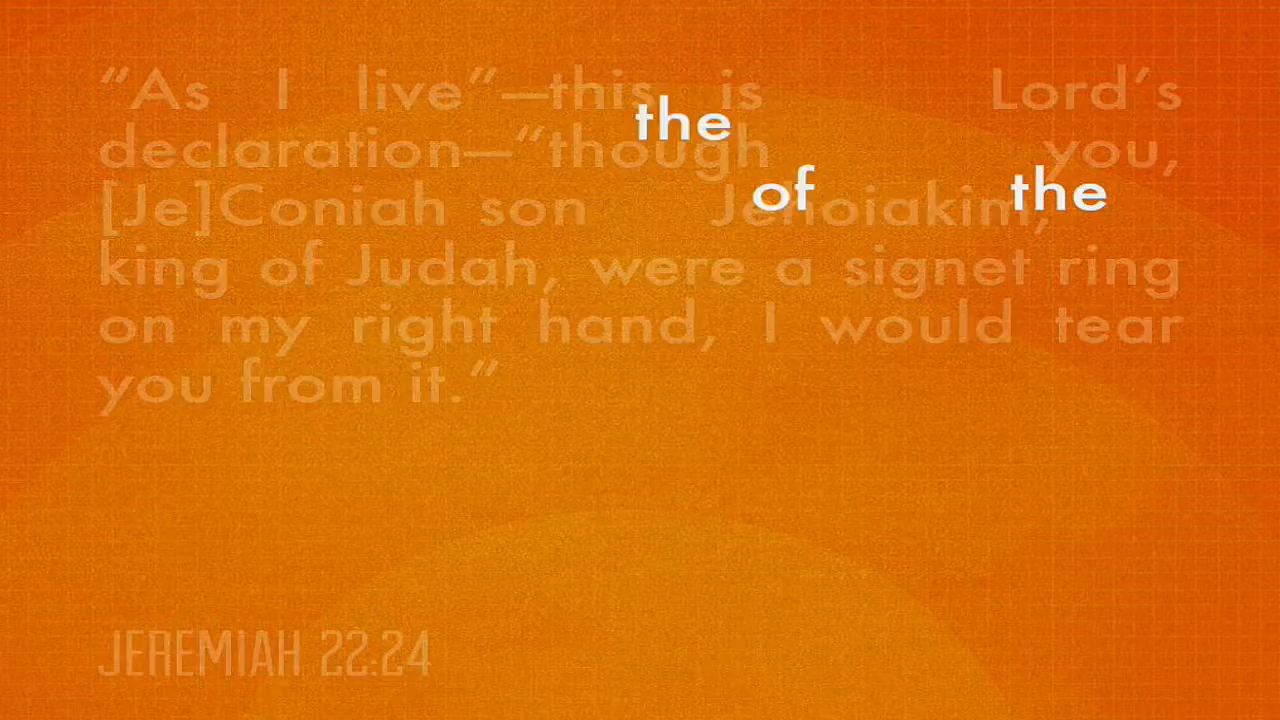 “As I live”—this is Lord’s
the
declaration—“though you,
of the
[Je]Coniah son Jehoiakim,
king of Judah, were a signet ring
on my right hand, I would tear
you from it.”
JEREMIAH 22:24